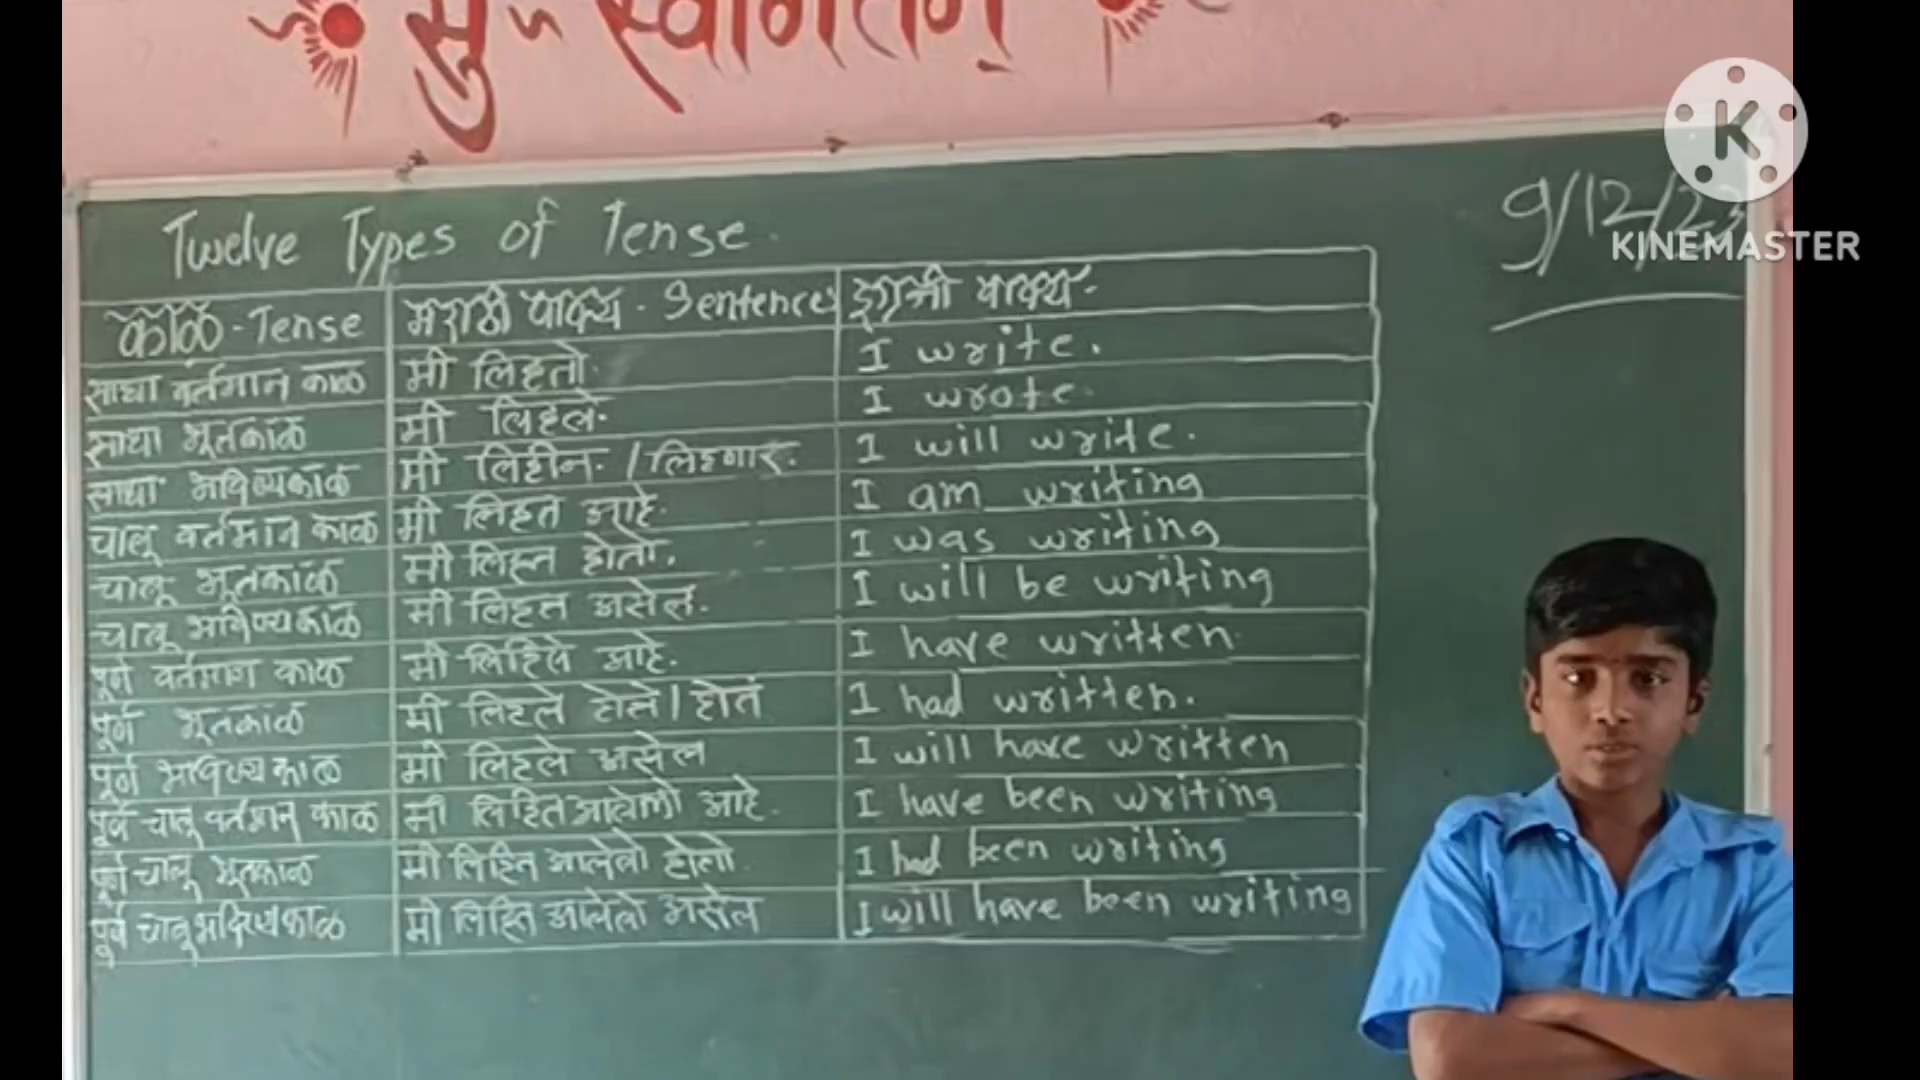 सु स्वागतम्
KINEMASTER
9/12/23
Twelve Types of Tense.
काळ - Tense मराठी वाक्य - Sentence इंग्रजी वाक्य -
साधा वर्तमान काळ मी लिहतो. I write.
साधा भूतकाळ मी लिहले. I wrote.
साधा भविष्यकाळ मी लिहीन. / लिहणार. I will write.
चालू वर्तमान काळ मी लिहत आहे. I am writing
चालू भूतकाळ मी लिहत होतो. I was writing
चालू भविष्यकाळ मी लिहत असेल. I will be writing
पूर्ण वर्तमान काळ मी लिहिले आहे. I have written.
पूर्ण भूतकाळ मी लिहले होते / होतं I had written.
पूर्ण भविष्यकाळ मी लिहले असेल I will have written
पूर्ण चालू वर्तमान काळ मी लिहित आलेलो आहे. I have been writing
पूर्ण चालू भूतकाळ मी लिहित आलेलो होतो. I had been writing
पूर्ण चालू भविष्यकाळ मी लिहित आलेलो असेल I will have been writing